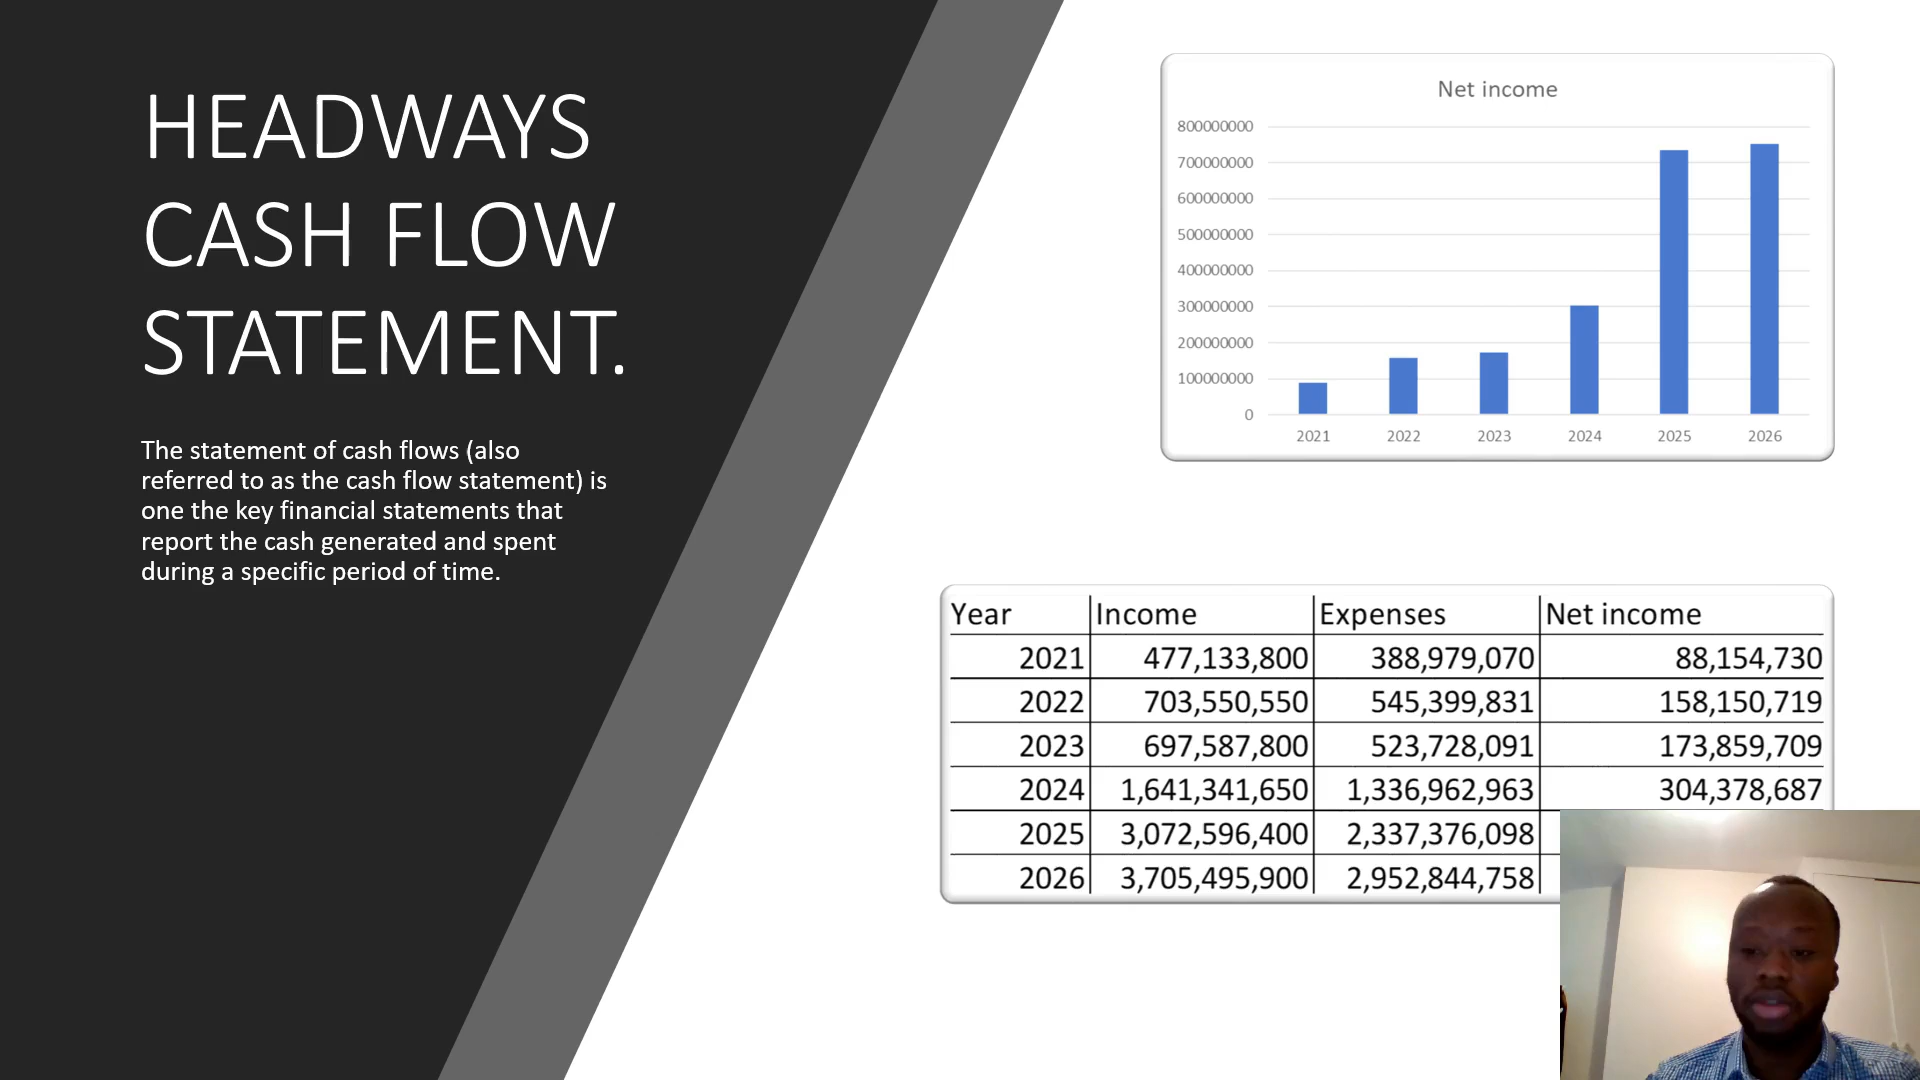 HEADWAYS
CASH FLOW
STATEMENT.
The statement of cash flows (also
referred to as the cash flow statement) is
one the key financial statements that
report the cash generated and spent
during a specific period of time.
Net income
800000000
700000000
600000000
500000000
400000000
300000000
200000000
100000000
0
2021 2022 2023 2024 2025 2026
Year Income Expenses Net income
2021 477,133,800 388,979,070 88,154,730
2022 703,550,550 545,399,831 158,150,719
2023 697,587,800 523,728,091 173,859,709
2024 1,641,341,650 1,336,962,963 304,378,687
2025 3,072,596,400 2,337,376,098
2026 3,705,495,900 2,952,844,758